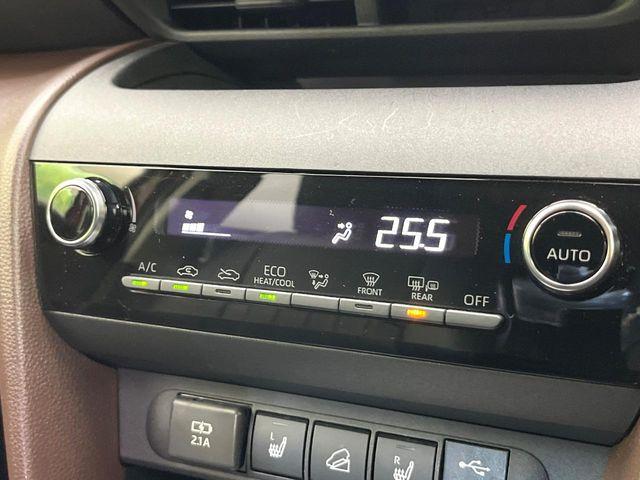 25.5
AUTO
A/C
ECO
HEAT/COOL
FRONT
REAR
OFF
2.1A
L
R